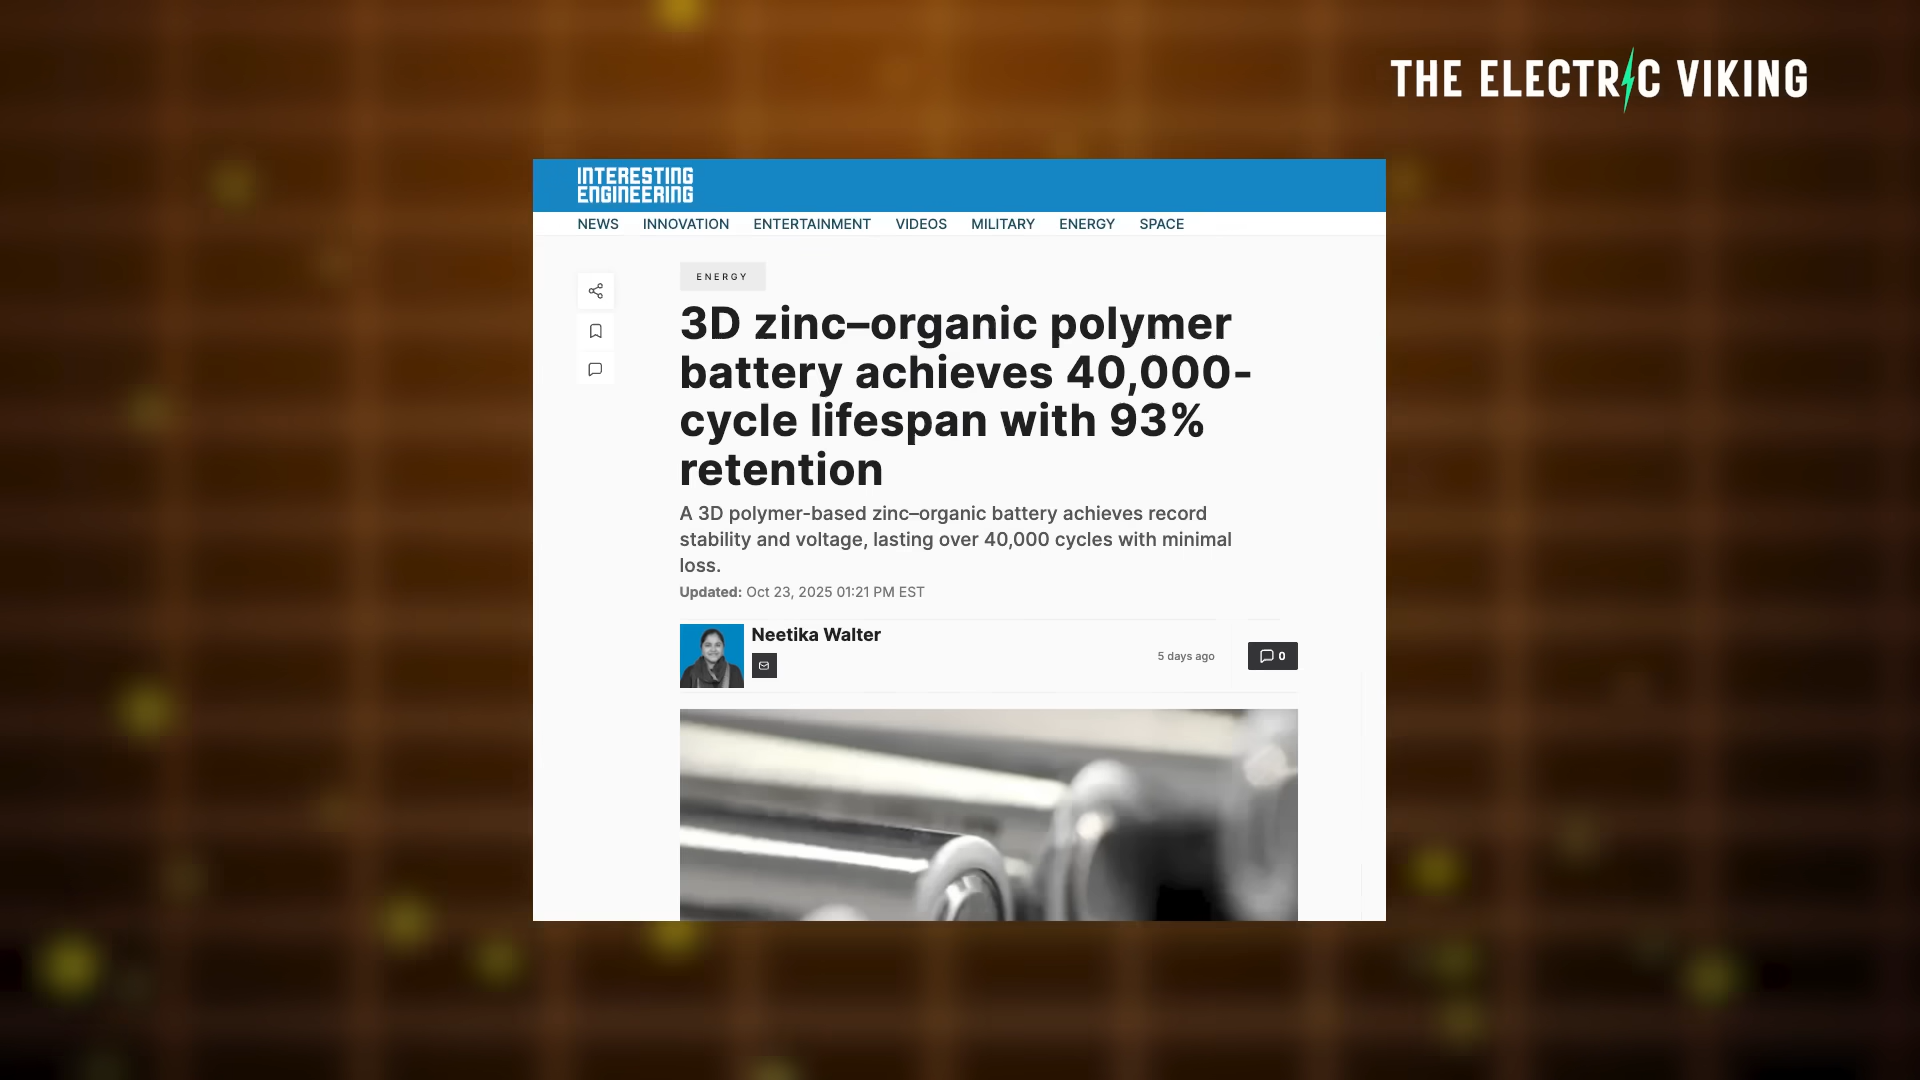 THE ELECTRIC VIKING
INTERESTING
ENGINEERING
NEWS INNOVATION ENTERTAINMENT VIDEOS MILITARY ENERGY SPACE
ENERGY
3D zinc–organic polymer
battery achieves 40,000-
cycle lifespan with 93%
retention
A 3D polymer-based zinc–organic battery achieves record
stability and voltage, lasting over 40,000 cycles with minimal
loss.
Updated: Oct 23, 2025 01:21 PM EST
Neetika Walter
5 days ago
0